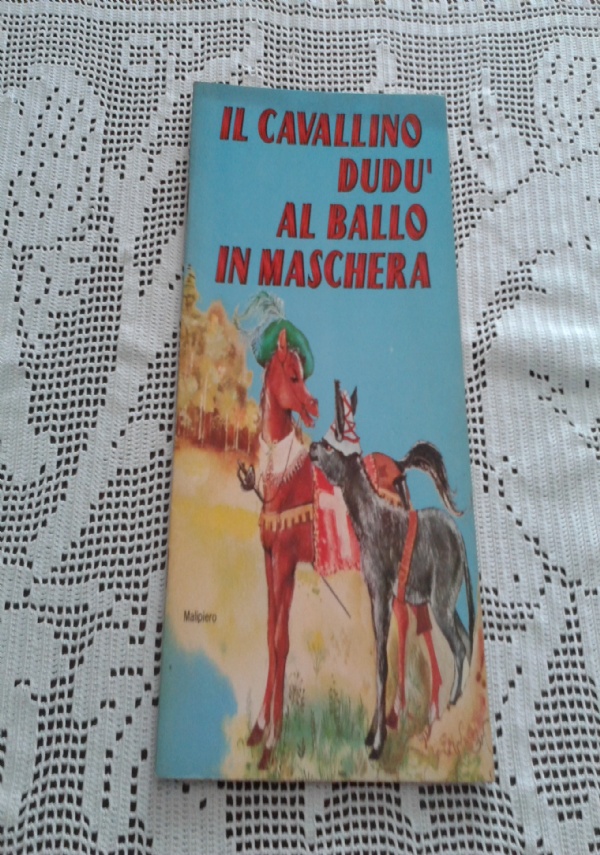 IL CAVALLINO
DUDU'
AL BALLO
IN MASCHERA
Malipiero